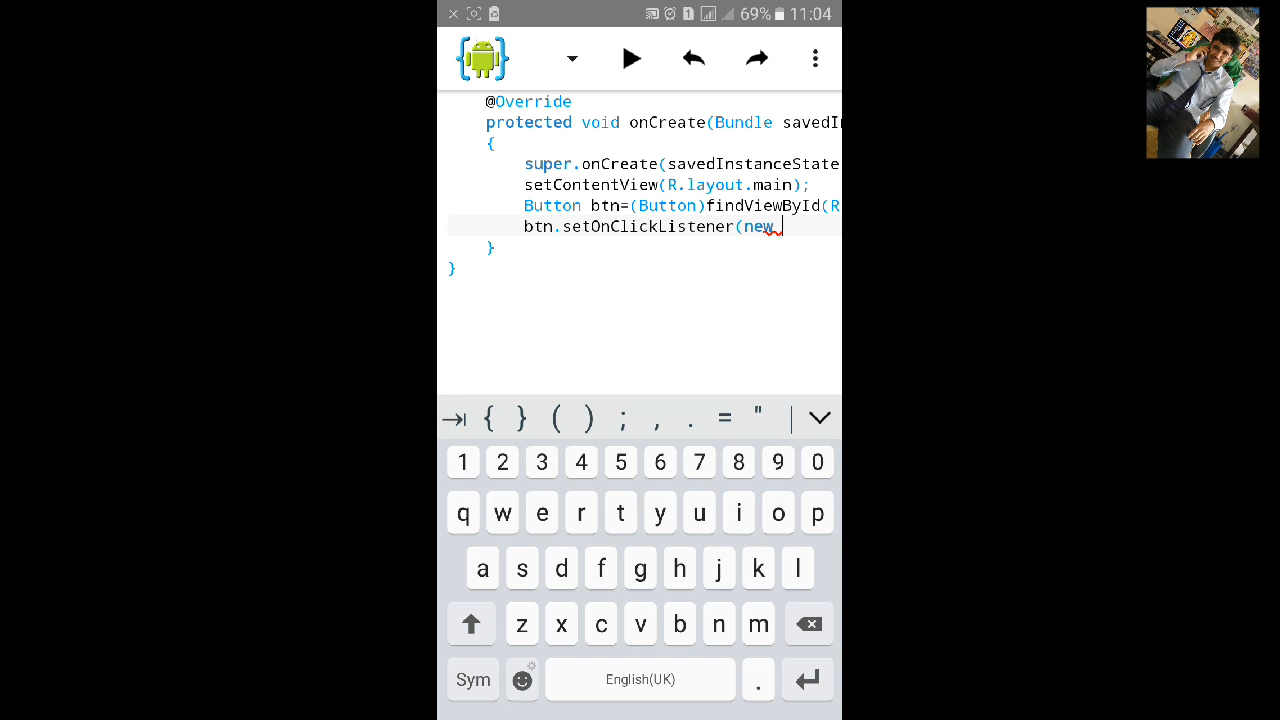 69% 11:04
@Override
protected void onCreate(Bundle savedI
{
super.onCreate(savedInstanceState
setContentView(R.layout.main);
Button btn=(Button)findViewById(R
btn.setOnClickListener(new
}
}
{ } ( ) ; , . = " |
1 2 3 4 5 6 7 8 9 0
q w e r t y u i o p
a s d f g h j k l
z x c v b n m
Sym English(UK) .